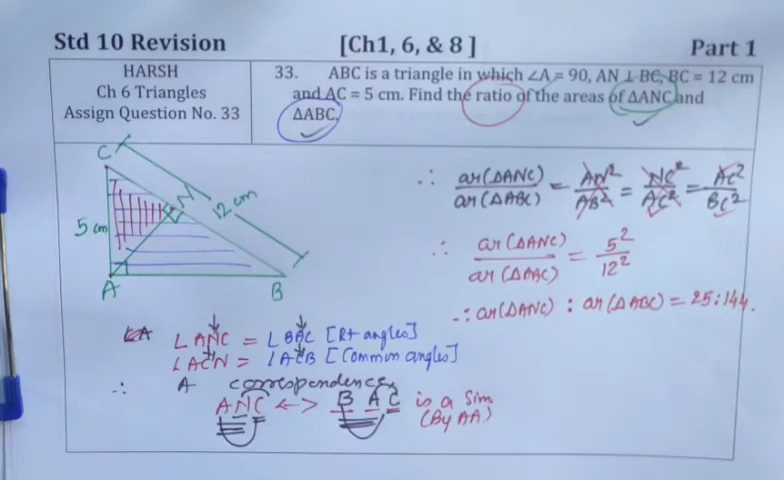 Std 10 Revision [Ch1, 6, & 8 ] Part 1
HARSH
Ch 6 Triangles
Assign Question No. 33
33. ABC is a triangle in which ∠A = 90, AN ⊥ BC, BC = 12 cm
and AC = 5 cm. Find the ratio of the areas of ΔANC and
ΔABC.
C
N
12 cm
5 cm
A B
∴ ar(ΔANC) / ar(ΔABC) = AN² / AB² = NC² / AC² = AC² / BC²
∴ ar(ΔANC) / ar(ΔABC) = 5² / 12²
∴ ar(ΔANC) : ar(ΔABC) = 25:144.
∠ANC = ∠BAC [Rt angles]
∠ACN = ∠ACB [Common angles]
∴ A correspondence
ANC <-> BAC is a Sim
(By AA)